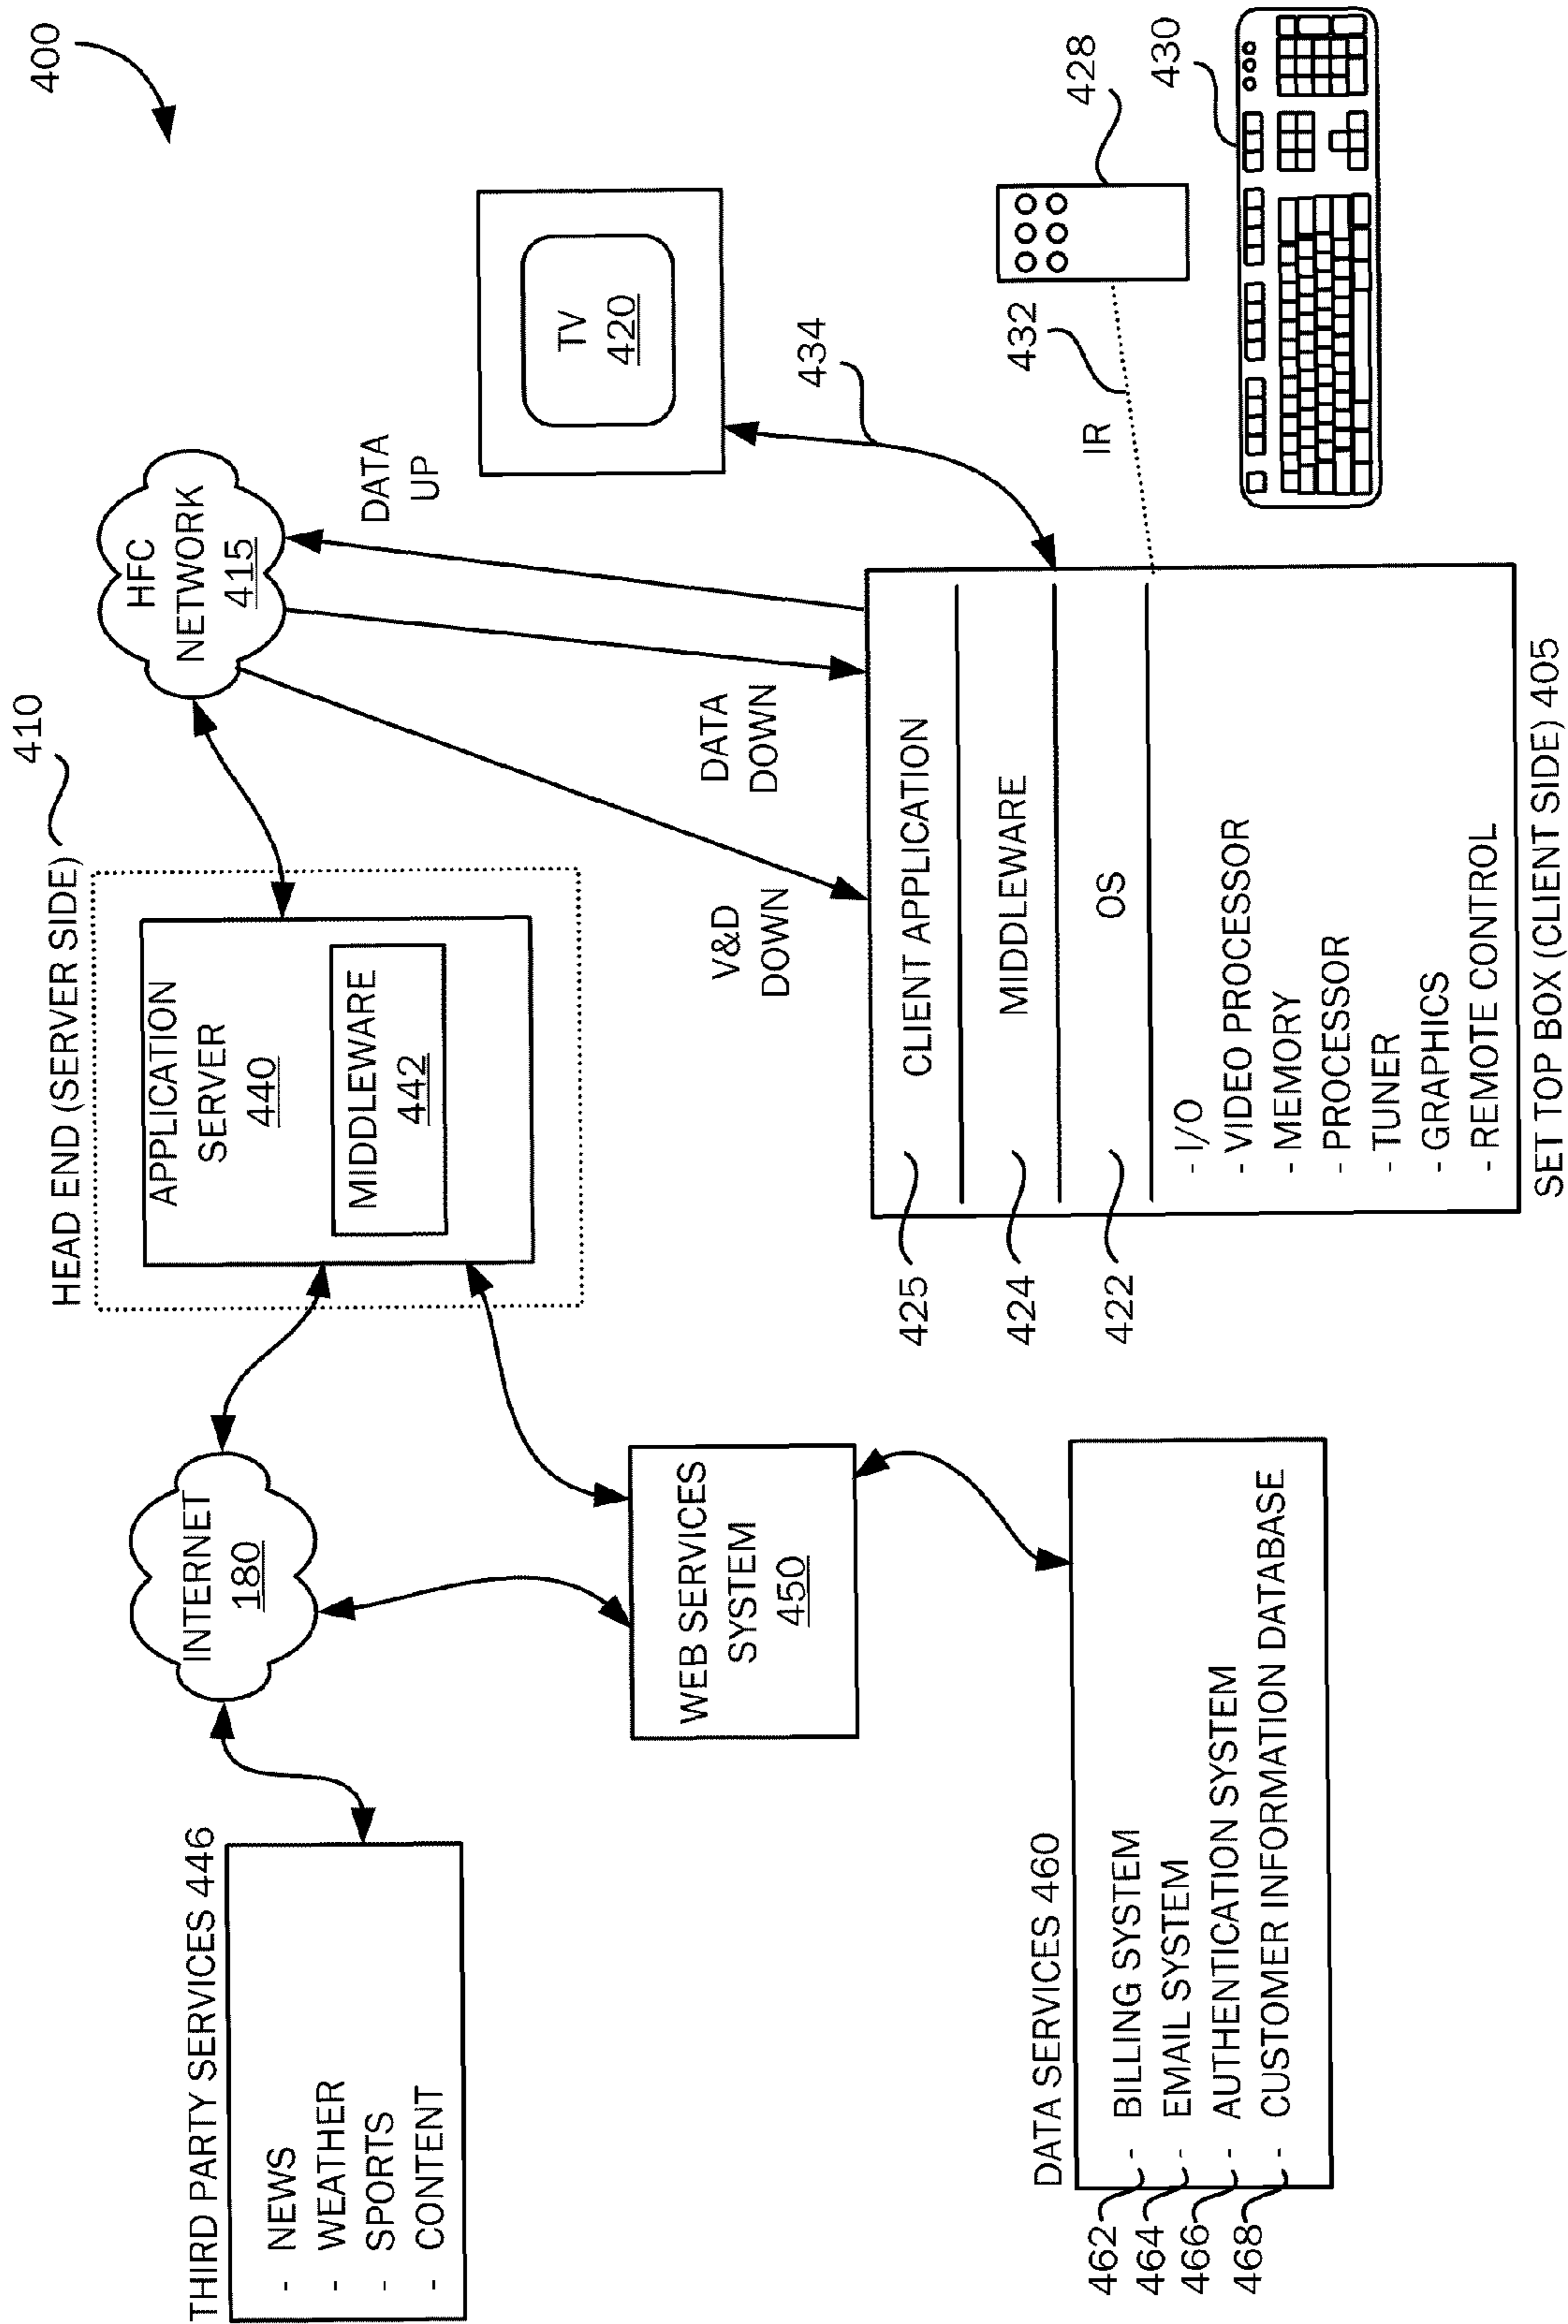 400
HEAD END (SERVER SIDE)
410
THIRD PARTY SERVICES 446
- NEWS
- WEATHER
- SPORTS
- CONTENT
INTERNET
180
APPLICATION
SERVER
440
MIDDLEWARE
442
HFC
NETWORK
415
DATA
UP
DATA
DOWN
V&D
DOWN
TV
420
434
WEB SERVICES
SYSTEM
450
425
CLIENT APPLICATION
424
MIDDLEWARE
422
OS
- I/O
- VIDEO PROCESSOR
- MEMORY
- PROCESSOR
- TUNER
- GRAPHICS
- REMOTE CONTROL
SET TOP BOX (CLIENT SIDE) 405
IR
432
428
430
DATA SERVICES 460
462 - BILLING SYSTEM
464 - EMAIL SYSTEM
466 - AUTHENTICATION SYSTEM
468 - CUSTOMER INFORMATION DATABASE